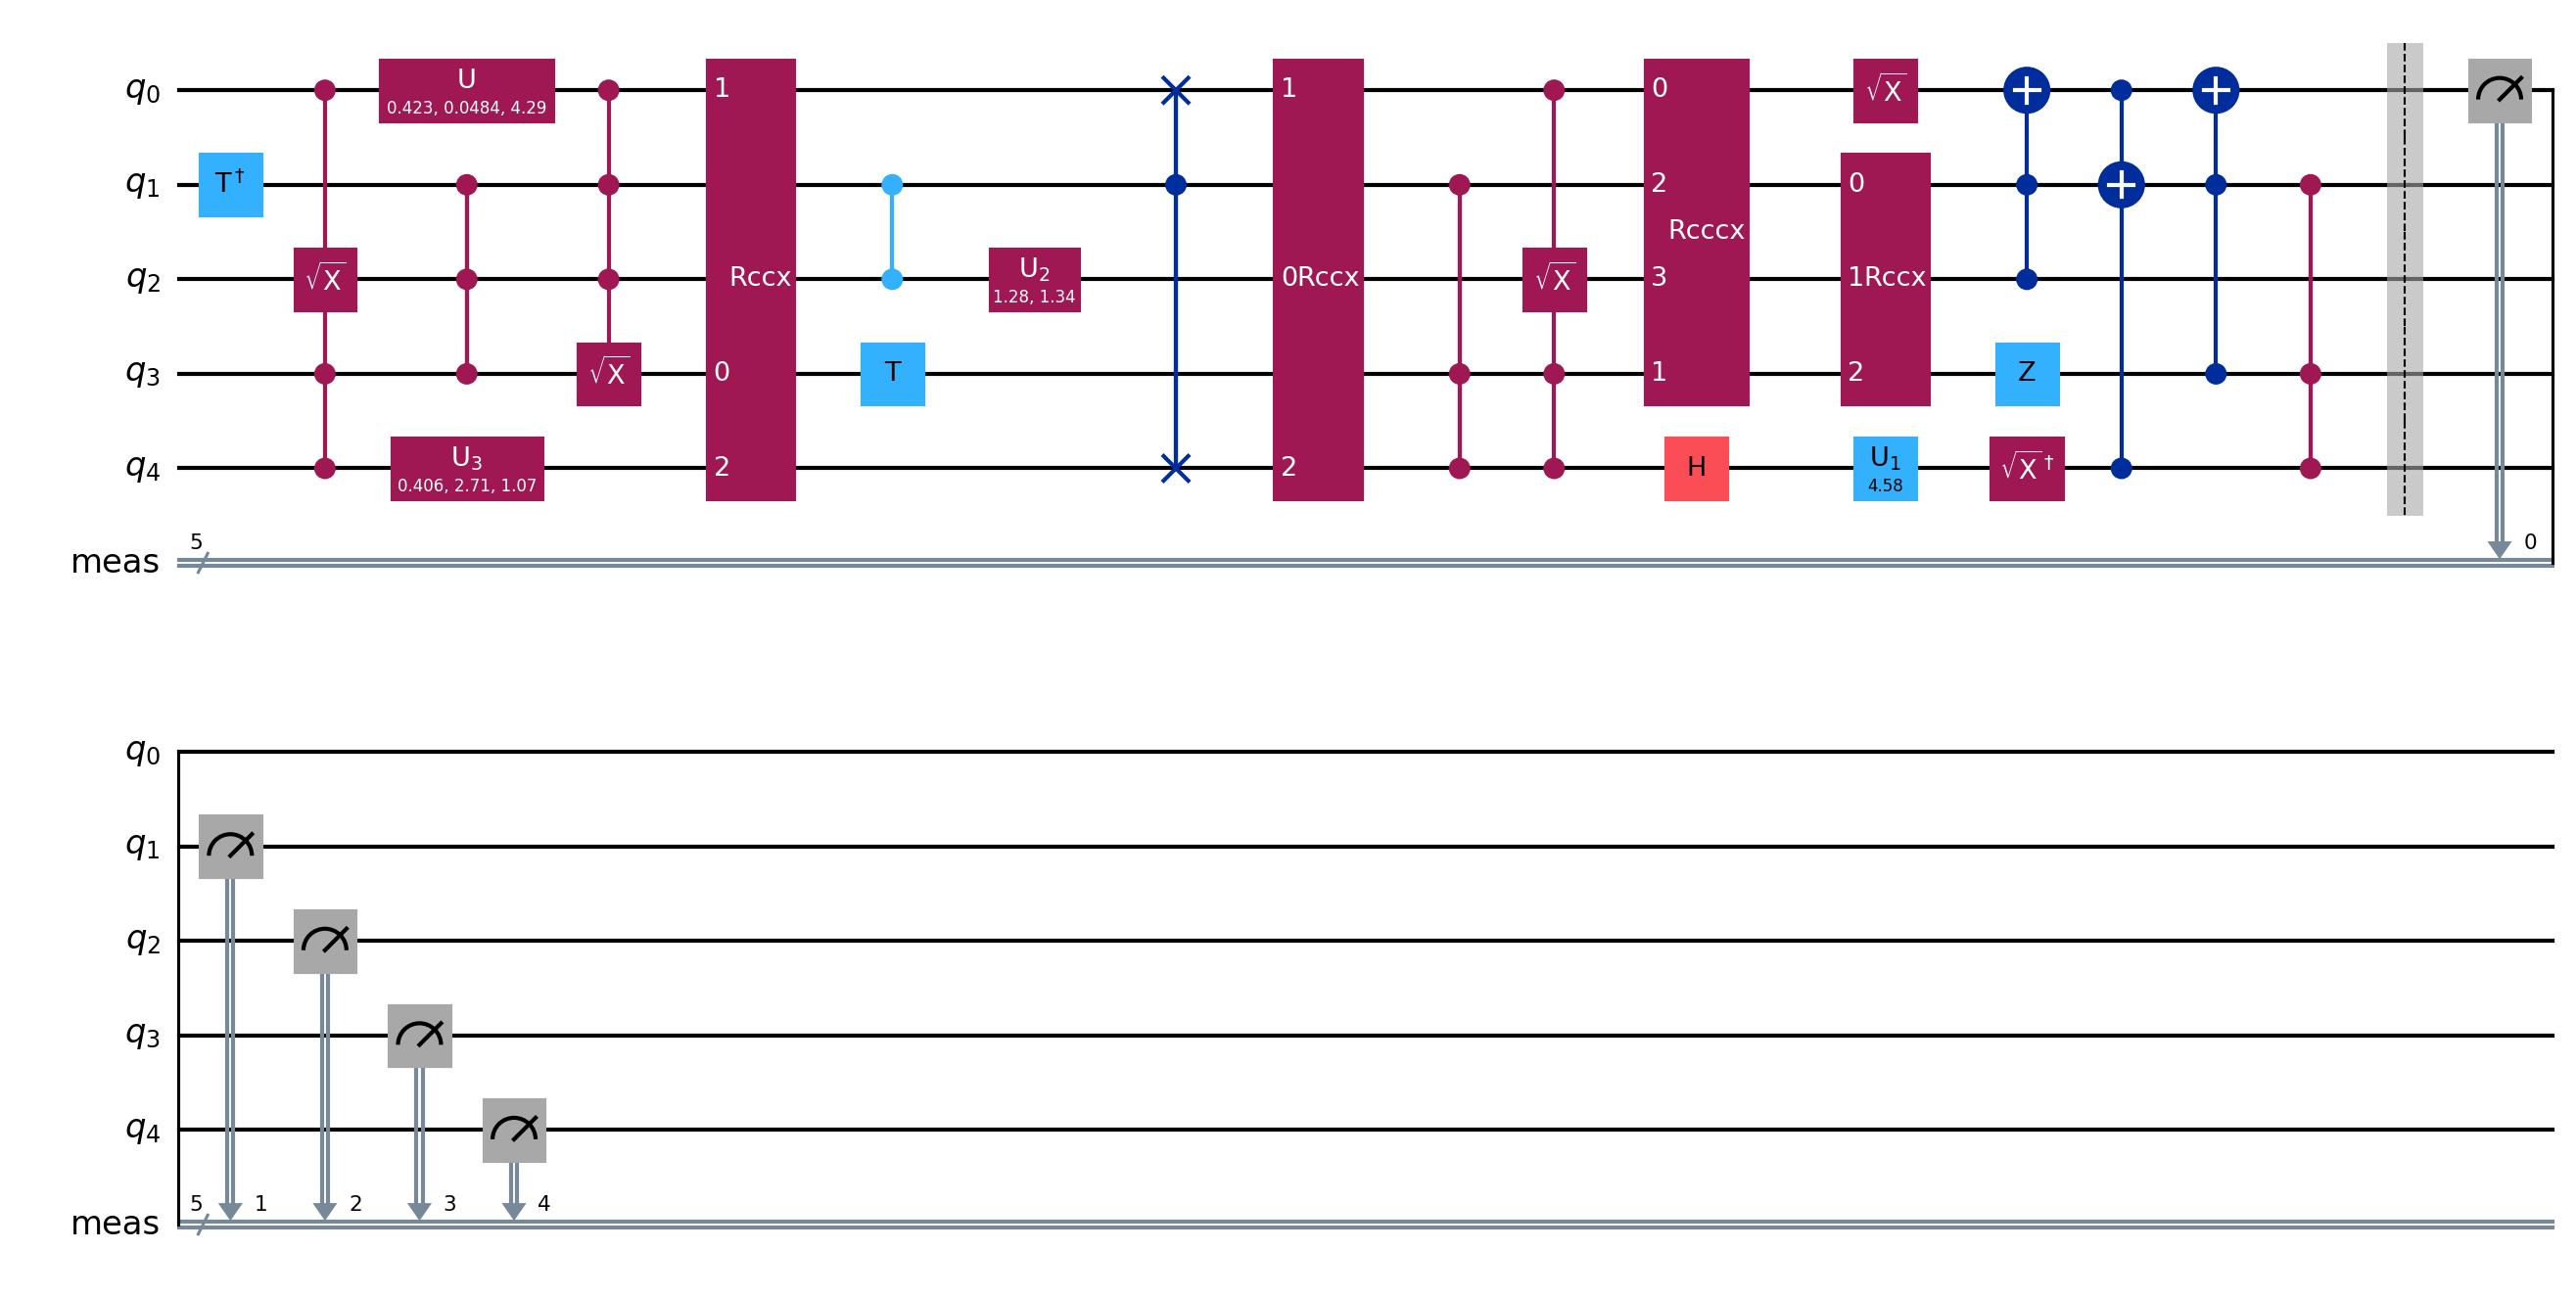 q0 U 0.423, 0.0484, 4.29 1 1 0 √X
q1 T† 2 0
Rcccx
q2 √X Rccx U2 1.28, 1.34 0Rccx √X 3 1Rccx
q3 √X 0 T 1 2 Z
q4 U3 0.406, 2.71, 1.07 2 2 H U1 4.58 √X†
meas 5 0
q0
q1
q2
q3
q4
meas 5 1 2 3 4